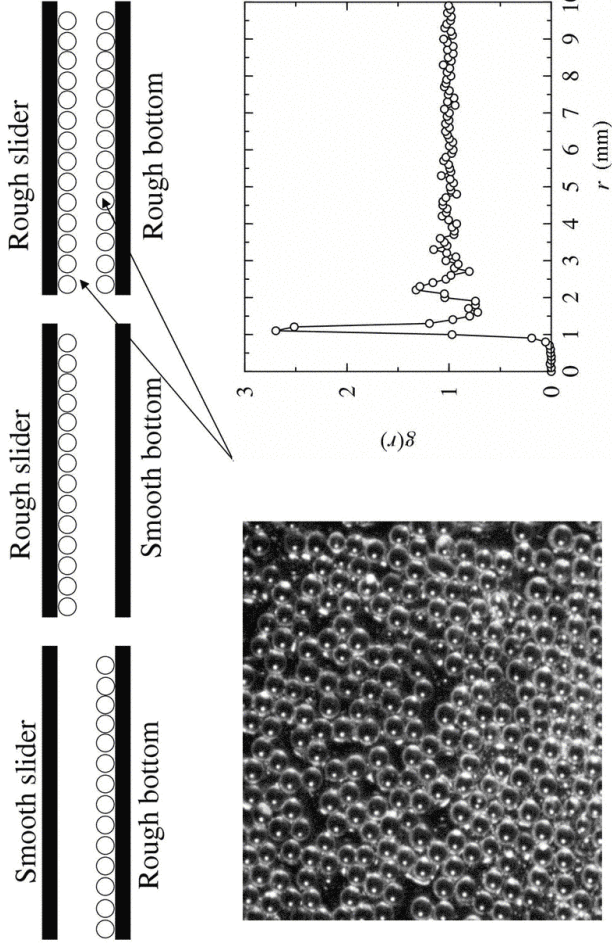 Smooth slider
Rough bottom
Rough slider
Smooth bottom
Rough slider
Rough bottom
g(r)
3
2
1
0
0 1 2 3 4 5 6 7 8 9 10
r (mm)